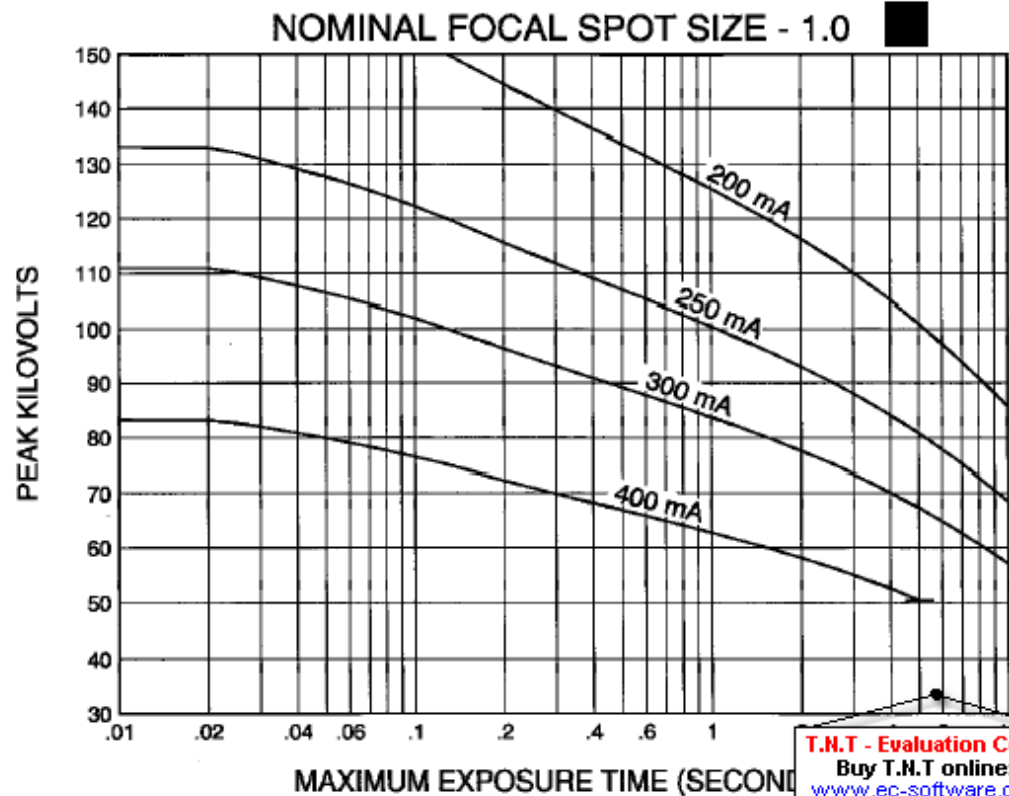 NOMINAL FOCAL SPOT SIZE - 1.0
150
140
130
120
110
100
90
80
70
60
50
40
30
PEAK KILOVOLTS
200 mA
250 mA
300 mA
400 mA
.01 .02 .04 .06 .1 .2 .4 .6 1
MAXIMUM EXPOSURE TIME (SECOND
T.N.T - Evaluation C
Buy T.N.T online:
www.ec-software.c